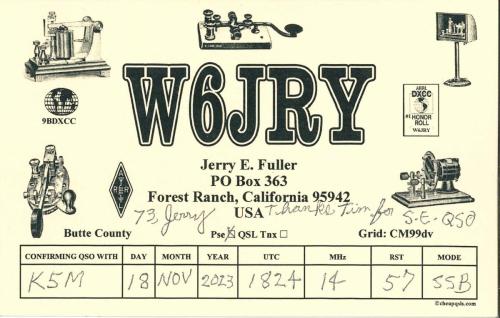 W6JRY
9BDXCC
ARRL
DXCC
#1 HONOR
ROLL
W6JRY
Jerry E. Fuller
PO Box 363
Forest Ranch, California 95942
USA
73, Jerry Thanks Tim for S-E-QSO
Butte County Pse QSL Tnx Grid: CM99dv
CONFIRMING QSO WITH DAY MONTH YEAR UTC MHz RST MODE
K5M 18 NOV 2023 1824 14 57 SSB
©cheapqsls.com